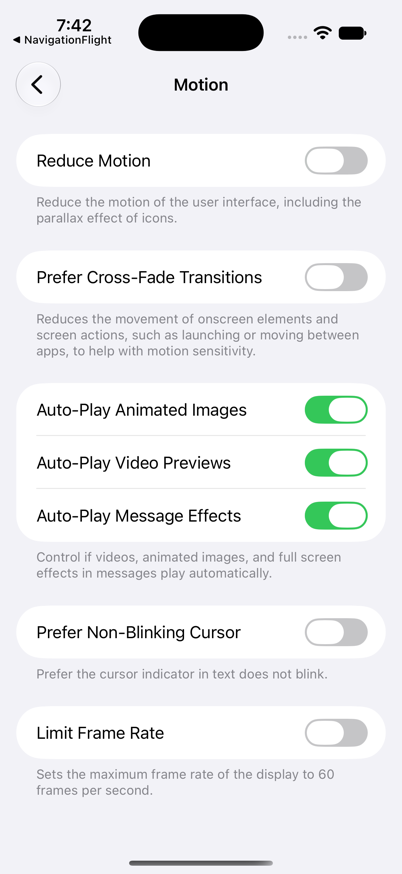 7:42
◀ NavigationFlight
Motion
Reduce Motion
Reduce the motion of the user interface, including the
parallax effect of icons.
Prefer Cross-Fade Transitions
Reduces the movement of onscreen elements and
screen actions, such as launching or moving between
apps, to help with motion sensitivity.
Auto-Play Animated Images
Auto-Play Video Previews
Auto-Play Message Effects
Control if videos, animated images, and full screen
effects in messages play automatically.
Prefer Non-Blinking Cursor
Prefer the cursor indicator in text does not blink.
Limit Frame Rate
Sets the maximum frame rate of the display to 60
frames per second.